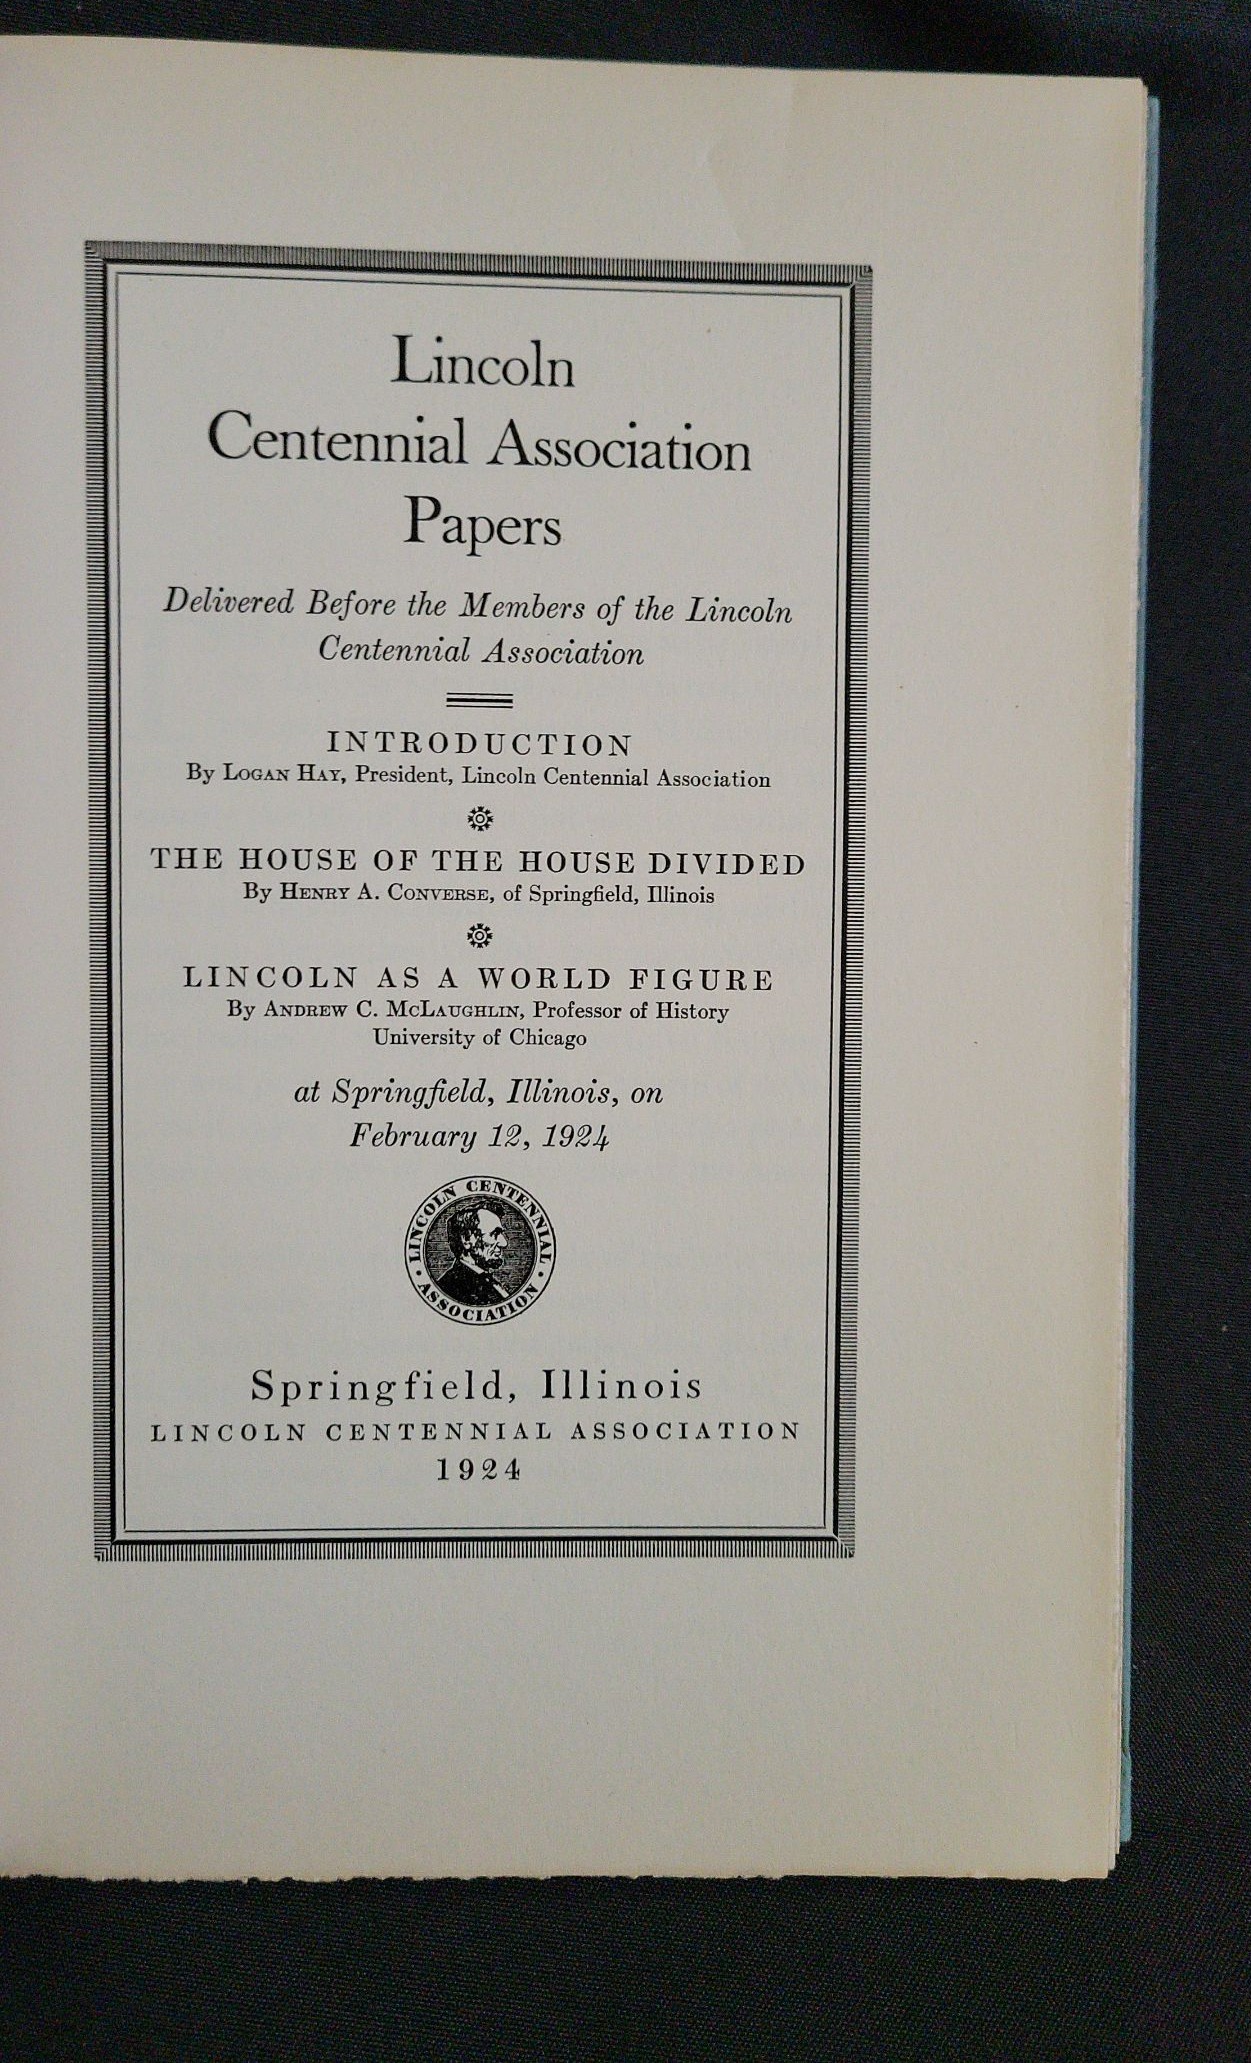 Lincoln
Centennial Association
Papers
Delivered Before the Members of the Lincoln
Centennial Association
INTRODUCTION
By Logan Hay, President, Lincoln Centennial Association
THE HOUSE OF THE HOUSE DIVIDED
By Henry A. Converse, of Springfield, Illinois
LINCOLN AS A WORLD FIGURE
By Andrew C. McLaughlin, Professor of History
University of Chicago
at Springfield, Illinois, on
February 12, 1924
LINCOLN CENTENNIAL
· ASSOCIATION ·
Springfield, Illinois
LINCOLN CENTENNIAL ASSOCIATION
1924